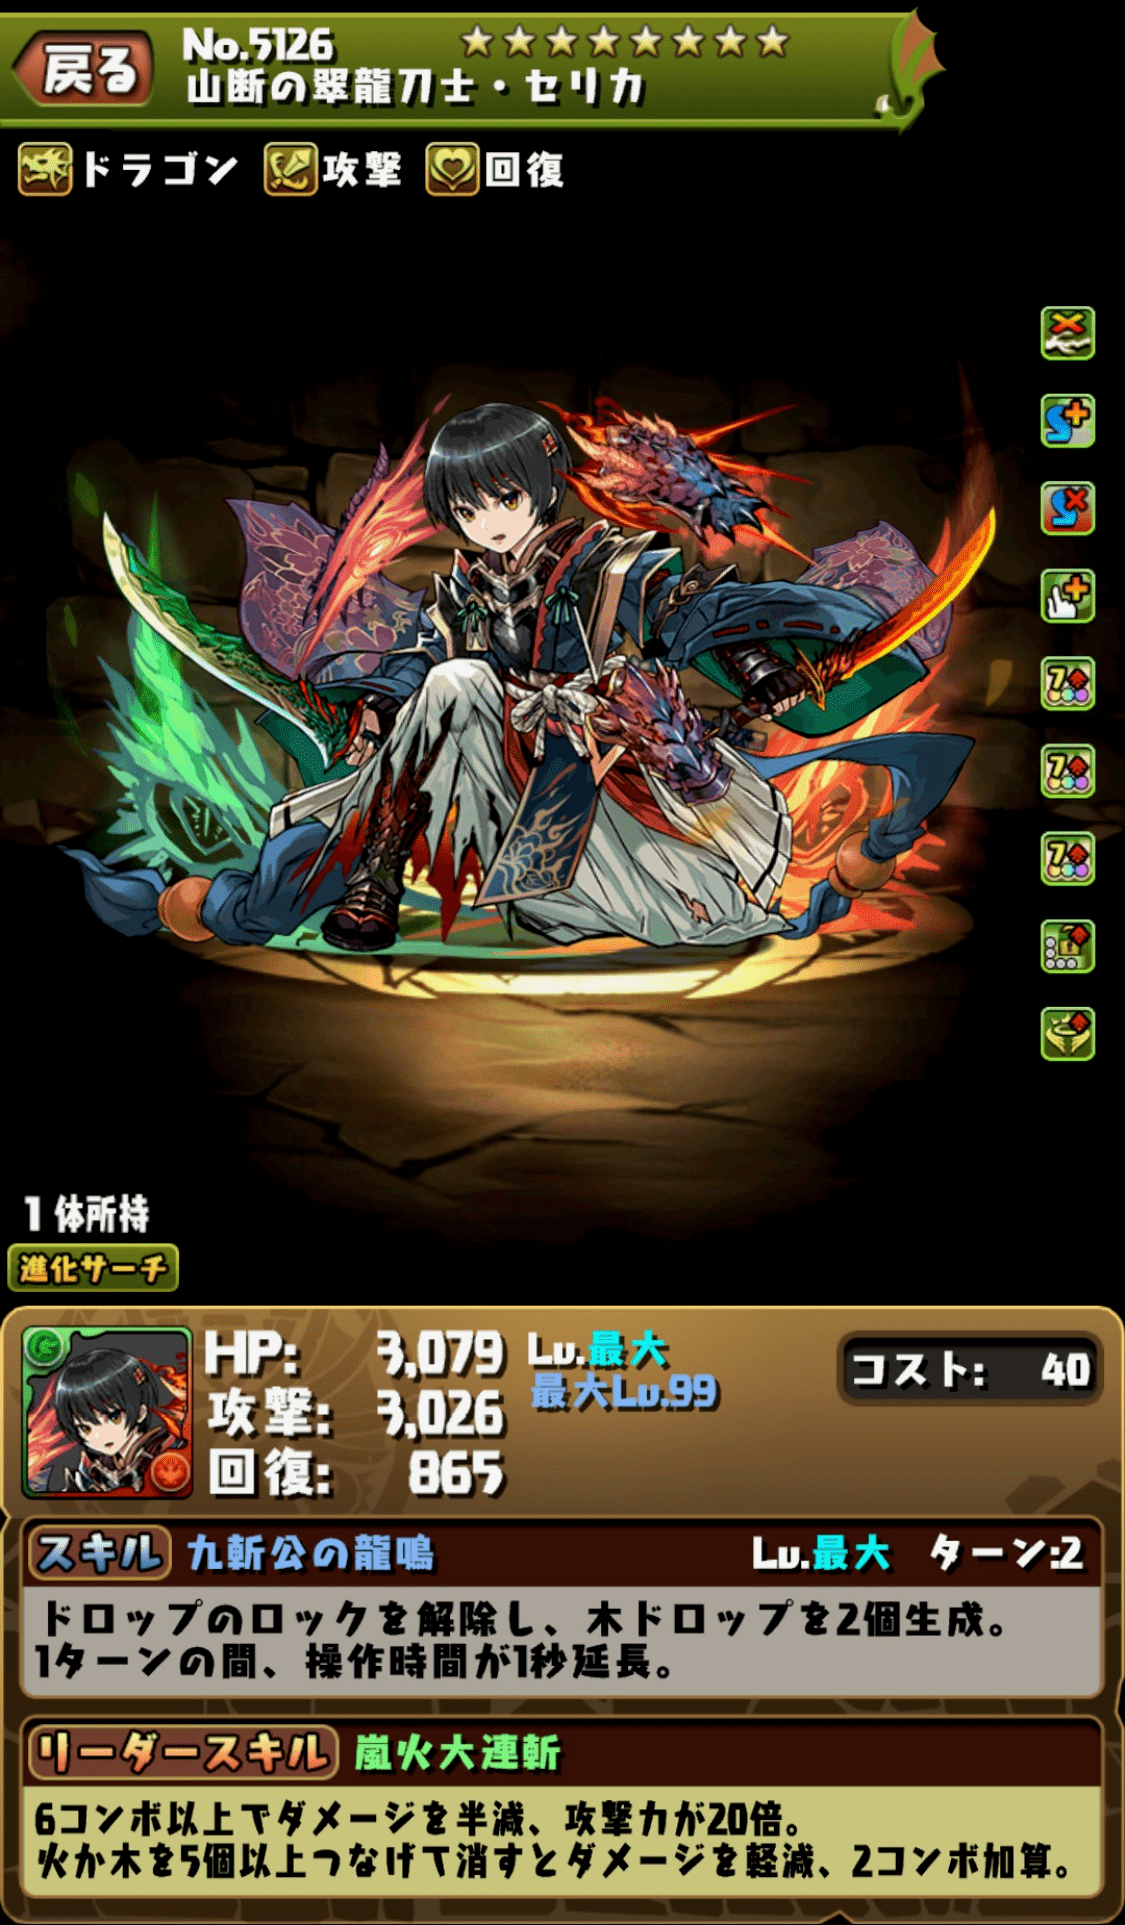 戻る
No.5126
山断の翠龍刀士・セリカ
ドラゴン 攻撃 回復
1体所持
進化サーチ
HP: 3,079
攻撃: 3,026
回復: 865
Lv.最大
最大Lv.99
コスト: 40
スキル 九斬公の龍鳴 Lv.最大 ターン:2
ドロップのロックを解除し、木ドロップを2個生成。
1ターンの間、操作時間が1秒延長。
リーダースキル 嵐火大連斬
6コンボ以上でダメージを半減、攻撃力が20倍。
火か木を5個以上つなげて消すとダメージを軽減、2コンボ加算。